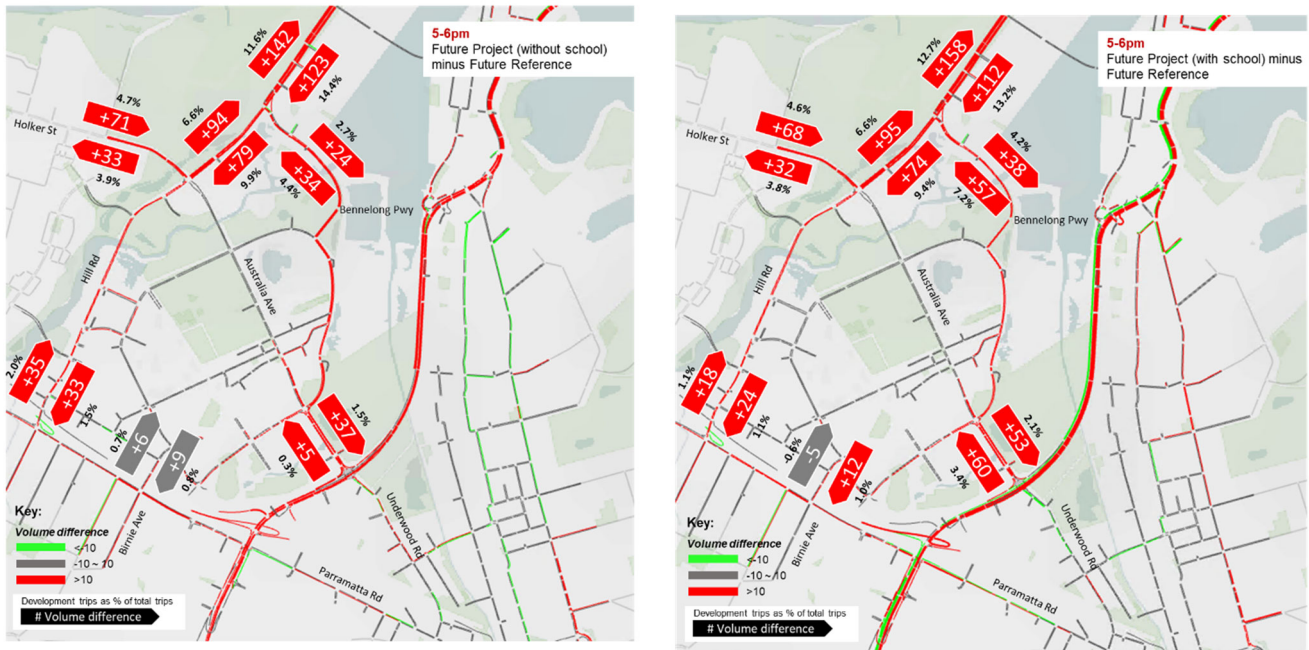 5-6pm
Future Project (without school)
minus Future Reference
11.6%
+142
+123
14.4%
4.7%
+71
Holker St
+33
3.9%
6.6%
+94
+79
9.9%
2.7%
+24
+34
4.4%
Bennelong Pwy
Hill Rd
Australia Ave
2.0%
+35
+33
1.5%
0.7%
+6
+9
0.8%
+37
1.5%
+5
0.3%
Birnie Ave
Underwood Rd
Parramatta Rd
Key:
Volume difference
<-10
-10 ~ 10
>10
Development trips as % of total trips
# Volume difference
5-6pm
Future Project (with school) minus
Future Reference
12.7%
+158
+112
13.2%
4.6%
+68
Holker St
+32
3.8%
6.6%
+95
+74
9.4%
4.2%
+38
+57
7.2%
Bennelong Pwy
Hill Rd
Australia Ave
1.1%
+18
+24
1.1%
-0.6%
-5
+12
1.0%
+53
2.1%
+60
3.4%
Birnie Ave
Underwood Rd
Parramatta Rd
Key:
Volume difference
<-10
-10 ~ 10
>10
Development trips as % of total trips
# Volume difference